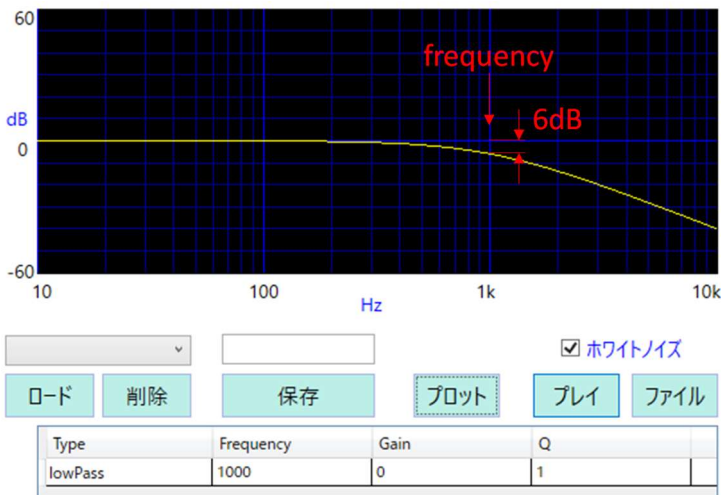 60
frequency
6dB
dB
0
-60
10 100 1k 10k
Hz
ホワイトノイズ
ロード 削除 保存 プロット プレイ ファイル
Type Frequency Gain Q
lowPass 1000 0 1